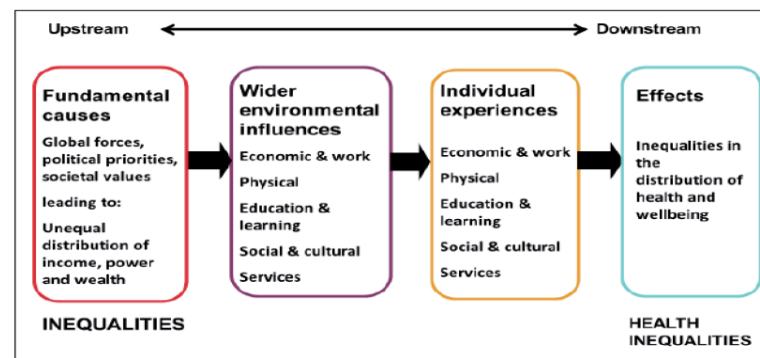 Upstream
Downstream
Fundamental
causes
Global forces,
political priorities,
societal values
leading to:
Unequal
distribution of
income, power
and wealth
Wider
environmental
influences
Economic & work
Physical
Education &
learning
Social & cultural
Services
Individual
experiences
Economic & work
Physical
Education &
learning
Social & cultural
Services
Effects
Inequalities in
the
distribution of
health and
wellbeing
INEQUALITIES
HEALTH
INEQUALITIES